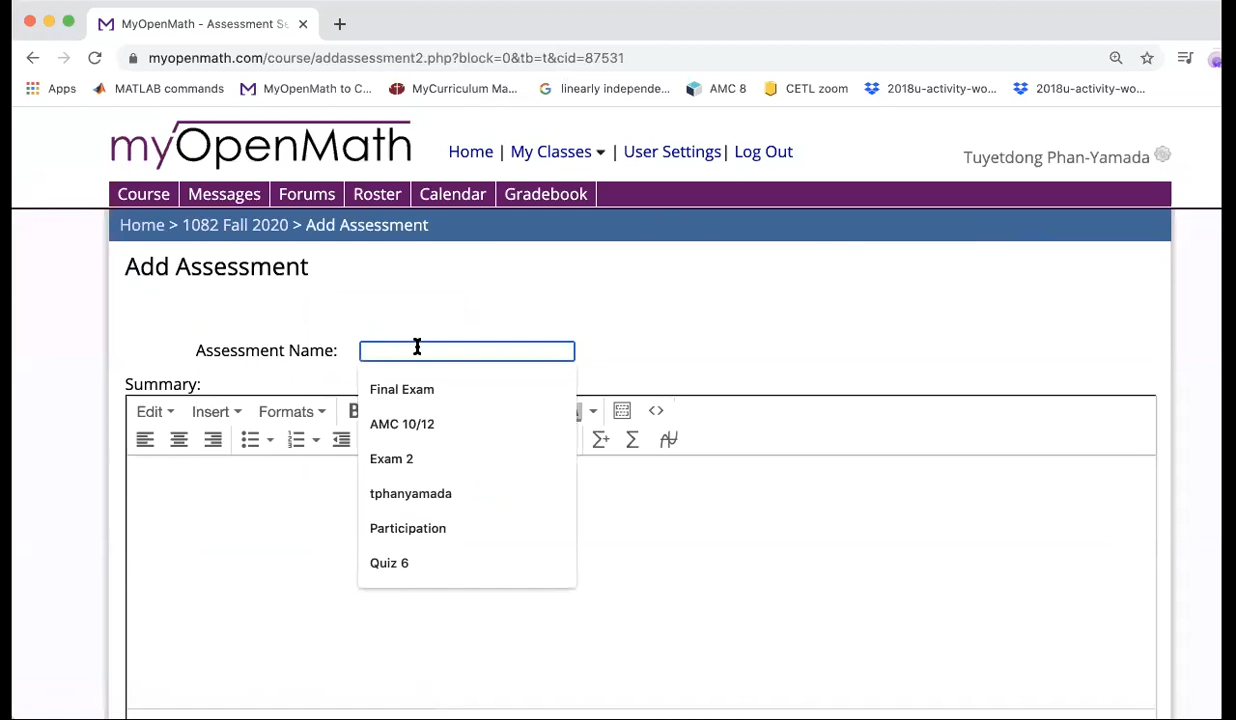 MyOpenMath - Assessment Se
myopenmath.com/course/addassessment2.php?block=0&tb=t&cid=87531
Apps MATLAB commands MyOpenMath to C... MyCurriculum Ma... linearly independe... AMC 8 CETL zoom 2018u-activity-wo... 2018u-activity-wo...
myOpenMath Home | My Classes | User Settings | Log Out Tuyetdong Phan-Yamada
Course Messages Forums Roster Calendar Gradebook
Home > 1082 Fall 2020 > Add Assessment
Add Assessment
Assessment Name:
Summary:
Final Exam
Edit Insert Formats B
AMC 10/12
Exam 2
tphanyamada
Participation
Quiz 6